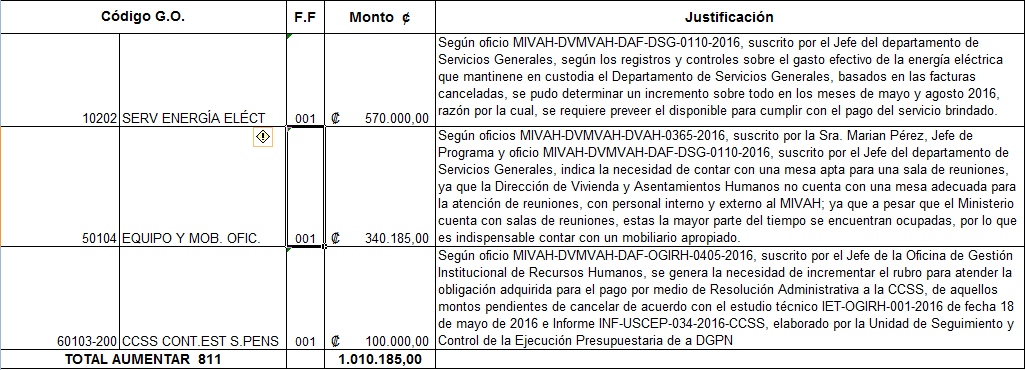 Código G.O. F.F Monto ₡ Justificación
Según oficio MIVAH-DVMVAH-DAF-DSG-0110-2016, suscrito por el Jefe del departamento de
Servicios Generales, según los registros y controles sobre el gasto efectivo de la energía eléctrica
que mantinene en custodia el Departamento de Servicios Generales, basados en las facturas
canceladas, se pudo determinar un incremento sobre todo en los meses de mayo y agosto 2016,
razón por la cual, se requiere preveer el disponible para cumplir con el pago del servicio brindado.
10202 SERV ENERGÍA ELÉCT 001 ₡ 570.000,00
Según oficios MIVAH-DVMVAH-DVAH-0365-2016, suscrito por la Sra. Marian Pérez, Jefe de
Programa y oficio MIVAH-DVMVAH-DAF-DSG-0110-2016, suscrito por el Jefe del departamento de
Servicios Generales, indica la necesidad de contar con una mesa apta para una sala de reuniones,
ya que la Dirección de Vivienda y Asentamientos Humanos no cuenta con una mesa adecuada para
la atención de reuniones, con personal interno y externo al MIVAH; ya que a pesar que el Ministerio
cuenta con salas de reuniones, estas la mayor parte del tiempo se encuentran ocupadas, por lo que
es indispensable contar con un mobiliario apropiado.
50104 EQUIPO Y MOB. OFIC. 001 ₡ 340.185,00
Según oficio MIVAH-DVMVAH-DAF-OGIRH-0405-2016, suscrito por el Jefe de la Oficina de Gestión
Institucional de Recursos Humanos, se genera la necesidad de incrementar el rubro para atender la
obligación adquirida para el pago por medio de Resolución Administrativa a la CCSS, de aquellos
montos pendientes de cancelar de acuerdo con el estudio técnico IET-OGIRH-001-2016 de fecha 18
de mayo de 2016 e Informe INF-USCEP-034-2016-CCSS, elaborado por la Unidad de Seguimiento y
Control de la Ejecución Presupuestaria de a DGPN
60103-200 CCSS CONT.EST S.PENS 001 ₡ 100.000,00
TOTAL AUMENTAR 811 1.010.185,00